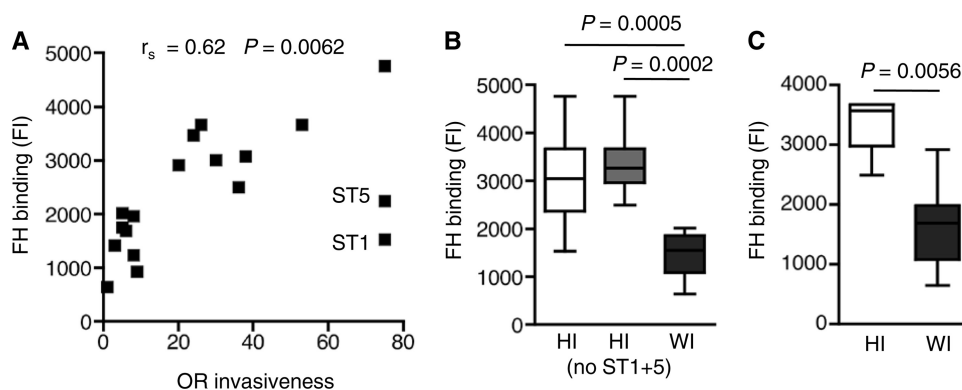 A
r_s = 0.62 P = 0.0062
FH binding (FI)
5000
4000
3000
2000
1000
0
ST5
ST1
0 20 40 60 80
OR invasiveness
B
P = 0.0005
P = 0.0002
FH binding (FI)
5000
4000
3000
2000
1000
0
HI HI WI
(no ST1+5)
C
P = 0.0056
FH binding (FI)
4000
3000
2000
1000
0
HI WI